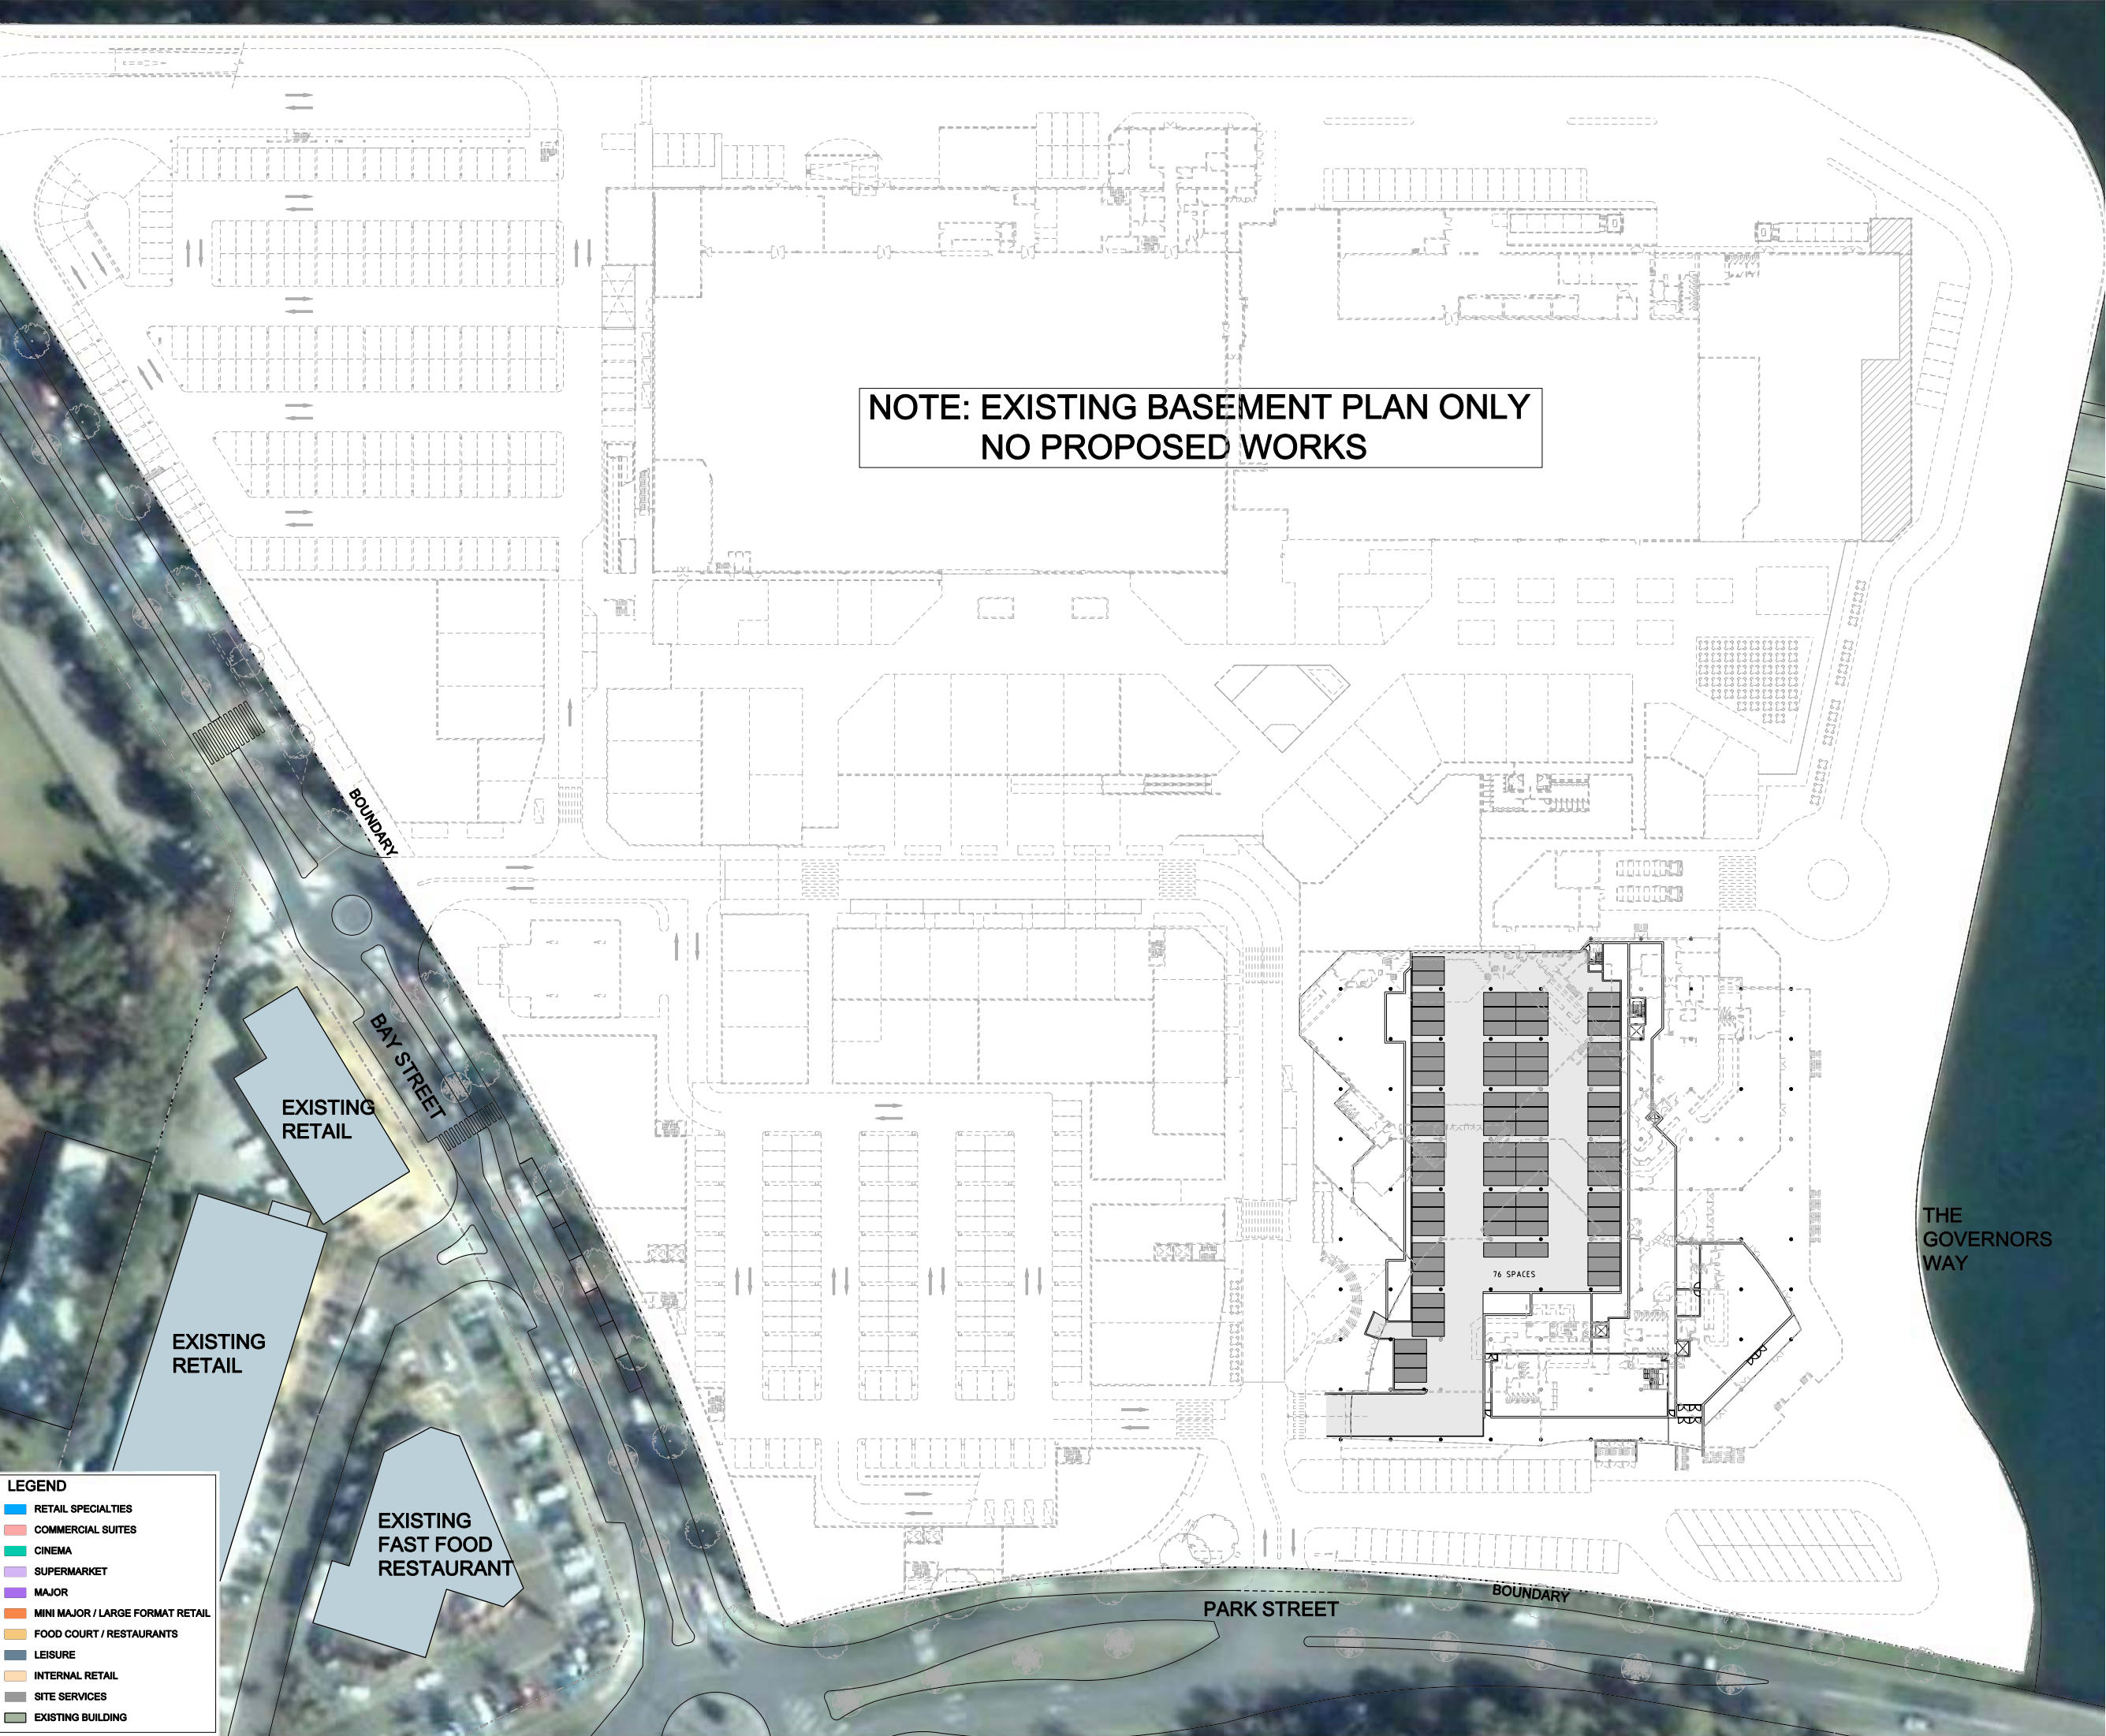 NOTE: EXISTING BASEMENT PLAN ONLY
NO PROPOSED WORKS
BOUNDARY
BAY STREET
EXISTING
RETAIL
EXISTING
RETAIL
EXISTING
FAST FOOD
RESTAURANT
76 SPACES
THE
GOVERNORS
WAY
BOUNDARY
PARK STREET
LEGEND
RETAIL SPECIALTIES
COMMERCIAL SUITES
CINEMA
SUPERMARKET
MAJOR
MINI MAJOR / LARGE FORMAT RETAIL
FOOD COURT / RESTAURANTS
LEISURE
INTERNAL RETAIL
SITE SERVICES
EXISTING BUILDING